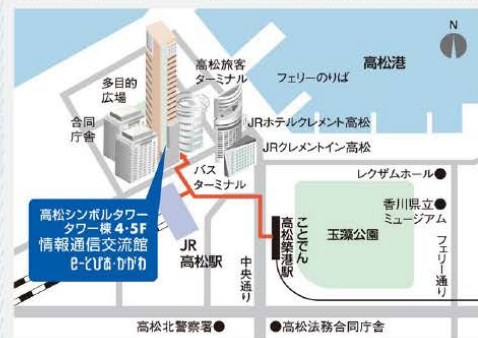 N
高松港
高松旅客
ターミナル
フェリーのりば
多目的
広場
合同
庁舎
JRホテルクレメント高松
JRクレメントイン高松
バス
ターミナル
レクザムホール●
香川県立●
ミュージアム
高松シンボルタワー
タワー棟 4・5F
情報通信交流館
e-とぴあ・かがわ
JR
高松駅
ことでん
高松築港駅
玉藻公園
中央通り
フェリー通り
高松北警察署●
●高松法務合同庁舎